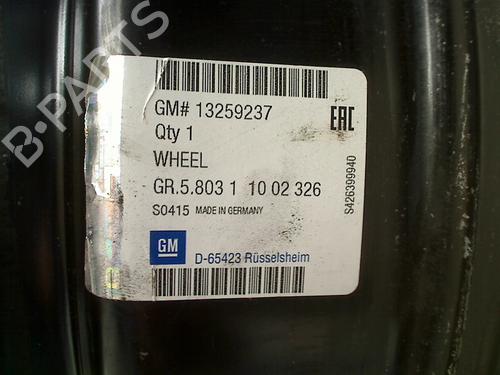 B-PARTS
GM# 13259237
Qty 1
WHEEL
GR.5.803 1 10 02 326
S0415 MADE IN GERMANY
GM
D-65423 Rüsselsheim
EAC
S426399940